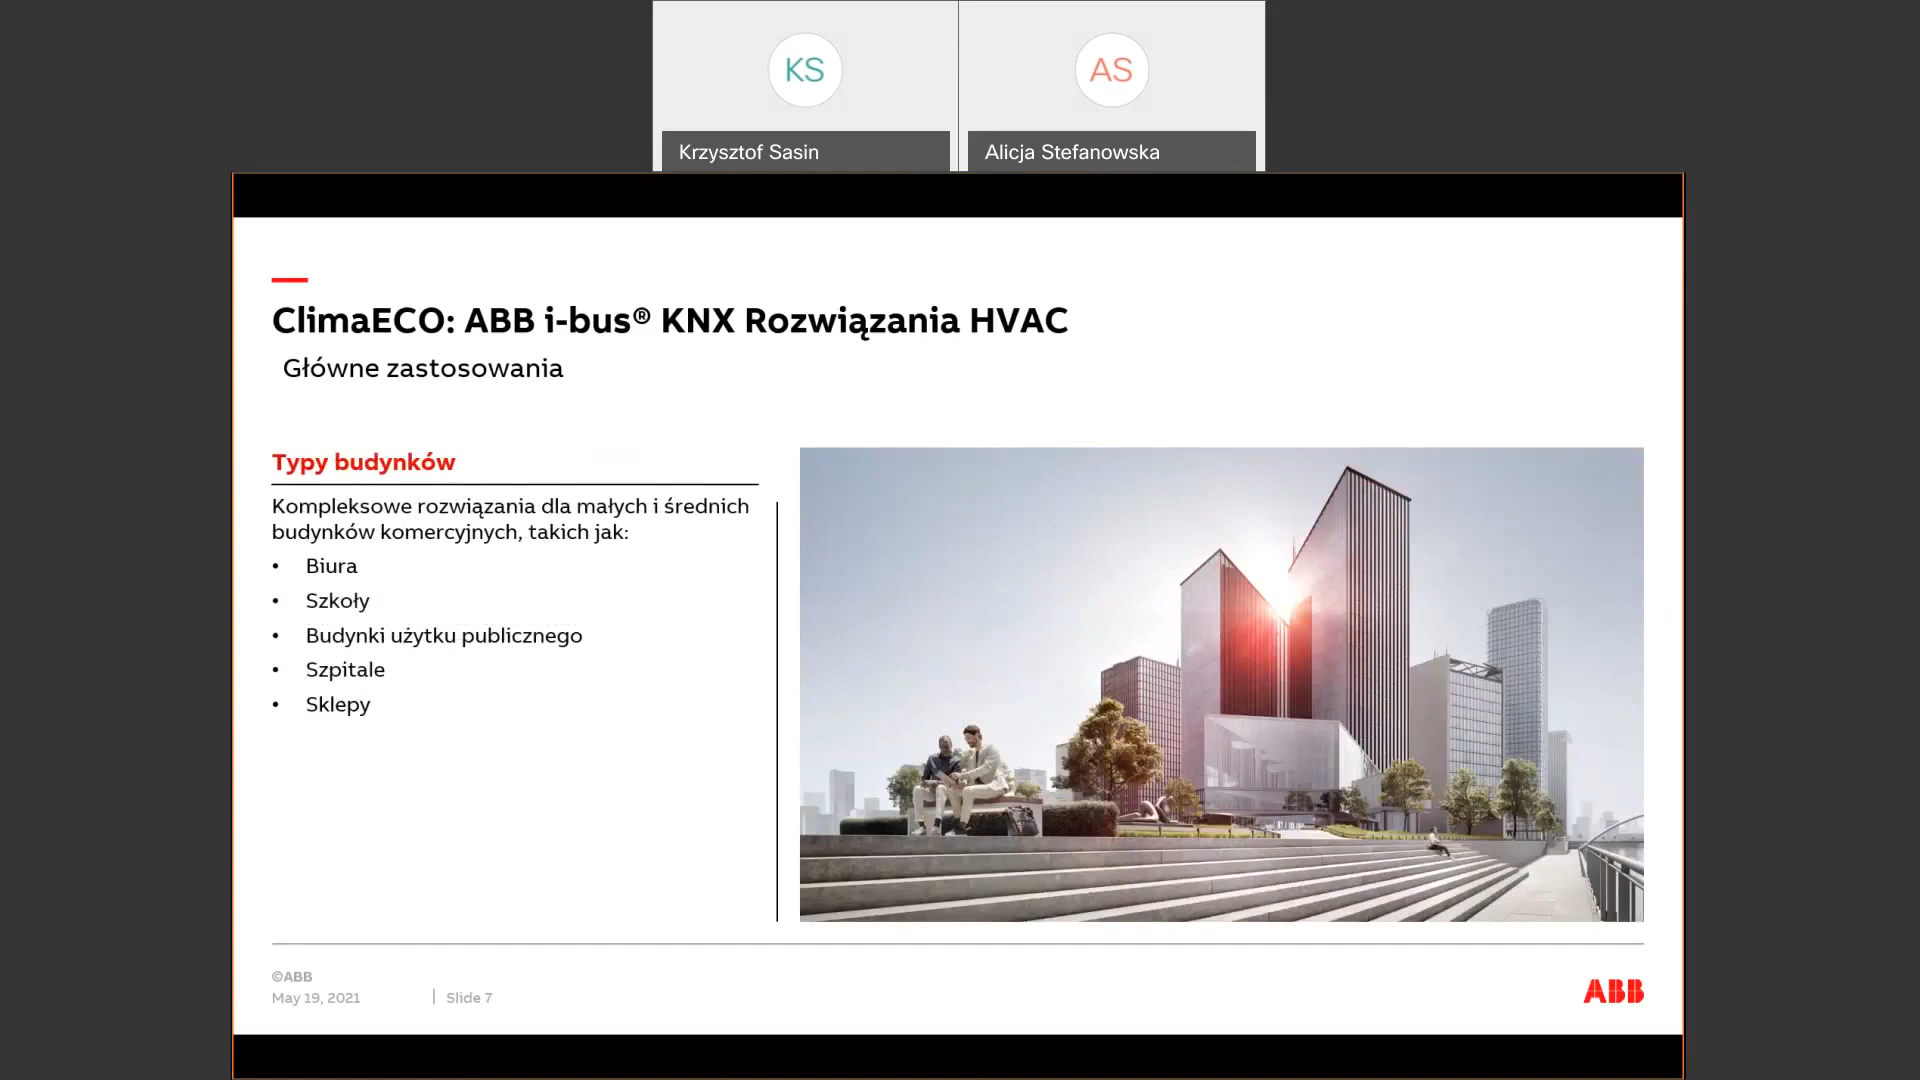 KS
AS
Krzysztof Sasin
Alicja Stefanowska
ClimaECO: ABB i-bus® KNX Rozwiązania HVAC
Główne zastosowania
Typy budynków
Kompleksowe rozwiązania dla małych i średnich
budynków komercyjnych, takich jak:
• Biura
• Szkoły
• Budynki użytku publicznego
• Szpitale
• Sklepy
©ABB
May 19, 2021 | Slide 7
ABB